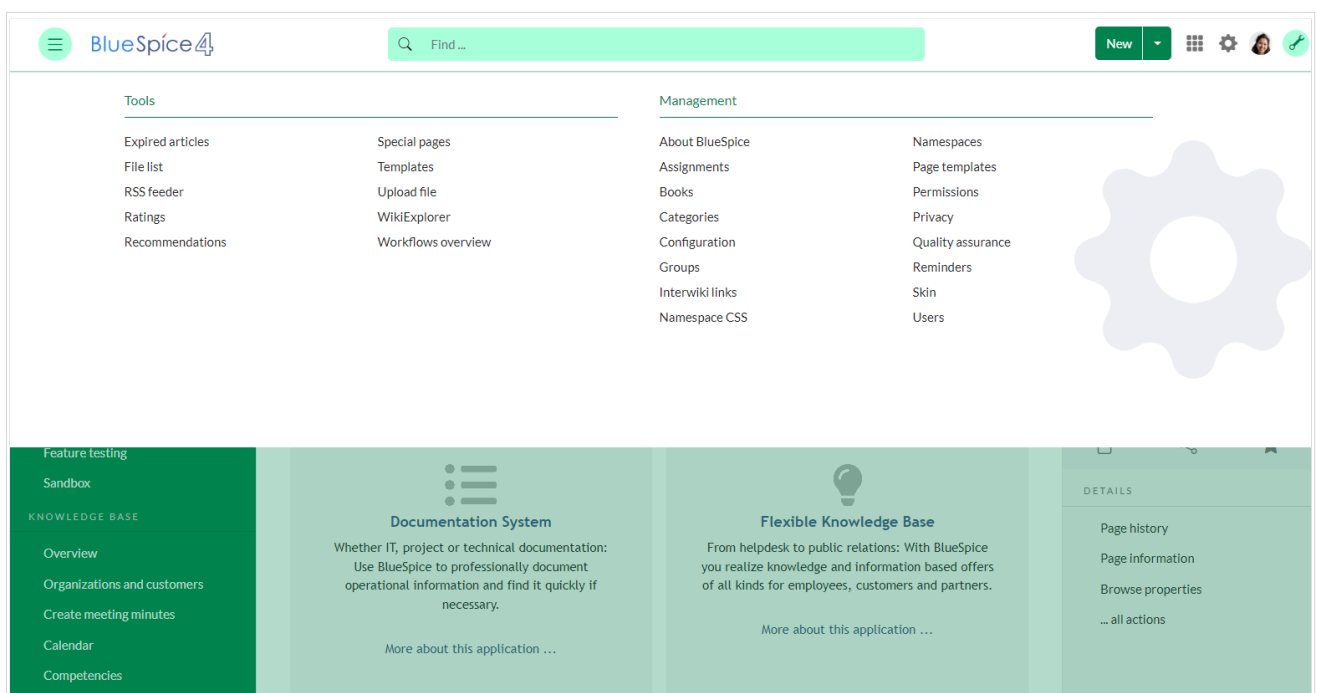 BlueSpice 4
Find ...
New
Tools
Expired articles
File list
RSS feeder
Ratings
Recommendations
Special pages
Templates
Upload file
WikiExplorer
Workflows overview
Management
About BlueSpice
Assignments
Books
Categories
Configuration
Groups
Interwiki links
Namespace CSS
Namespaces
Page templates
Permissions
Privacy
Quality assurance
Reminders
Skin
Users
Feature testing
Sandbox
KNOWLEDGE BASE
Overview
Organizations and customers
Create meeting minutes
Calendar
Competencies
Documentation System
Whether IT, project or technical documentation:
Use BlueSpice to professionally document
operational information and find it quickly if
necessary.
More about this application ...
Flexible Knowledge Base
From helpdesk to public relations: With BlueSpice
you realize knowledge and information based offers
of all kinds for employees, customers and partners.
More about this application ...
DETAILS
Page history
Page information
Browse properties
... all actions